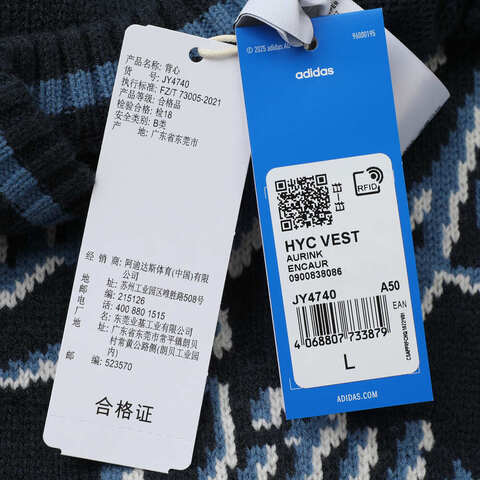 产品名称: 背心
货 号: JY4740
执行标准: FZ/T 73005-2021
产品等级: 合格品
检验合格: 检18
安全类别: B类
产 地: 广东省东莞市
经 销 商: 阿迪达斯体育(中国)有限
公司
地 址: 苏州工业园区唯胜路508号
邮 编: 215126
电 话: 400 880 1515
工 厂: 东莞业基工业有限公司
地 址: 广东省东莞市常平镇朗贝
村常黄公路侧(朗贝工业园
内)
邮 编: 523570
合格证
© 2025 adidas AG
96000195
adidas
RFID
HYC VEST
AURINK
ENCAUR
0900838086
JY4740 A50
EAN
4 068807 733879
L
ADIDAS.COM